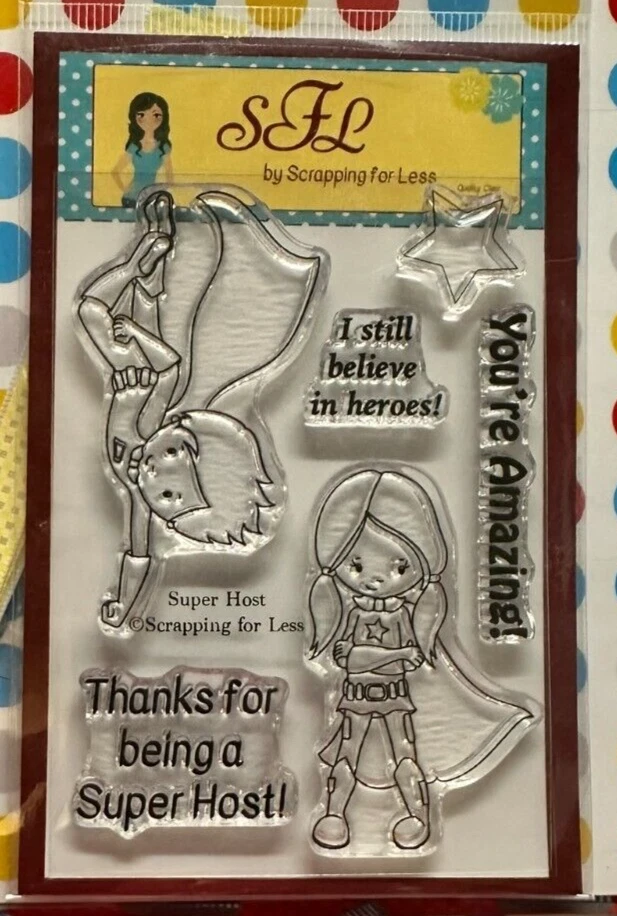 SFL
by Scrapping for Less
I still
believe
in heroes!
You're Amazing!
Super Host
©Scrapping for Less
Thanks for
being a
Super Host!